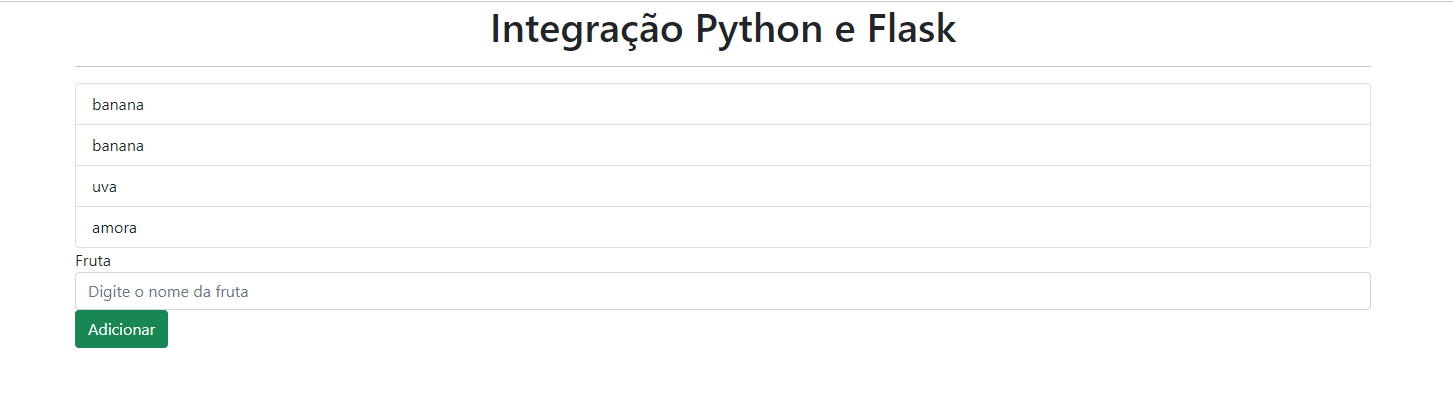 Integração Python e Flask
banana
banana
uva
amora
Fruta
Digite o nome da fruta
Adicionar